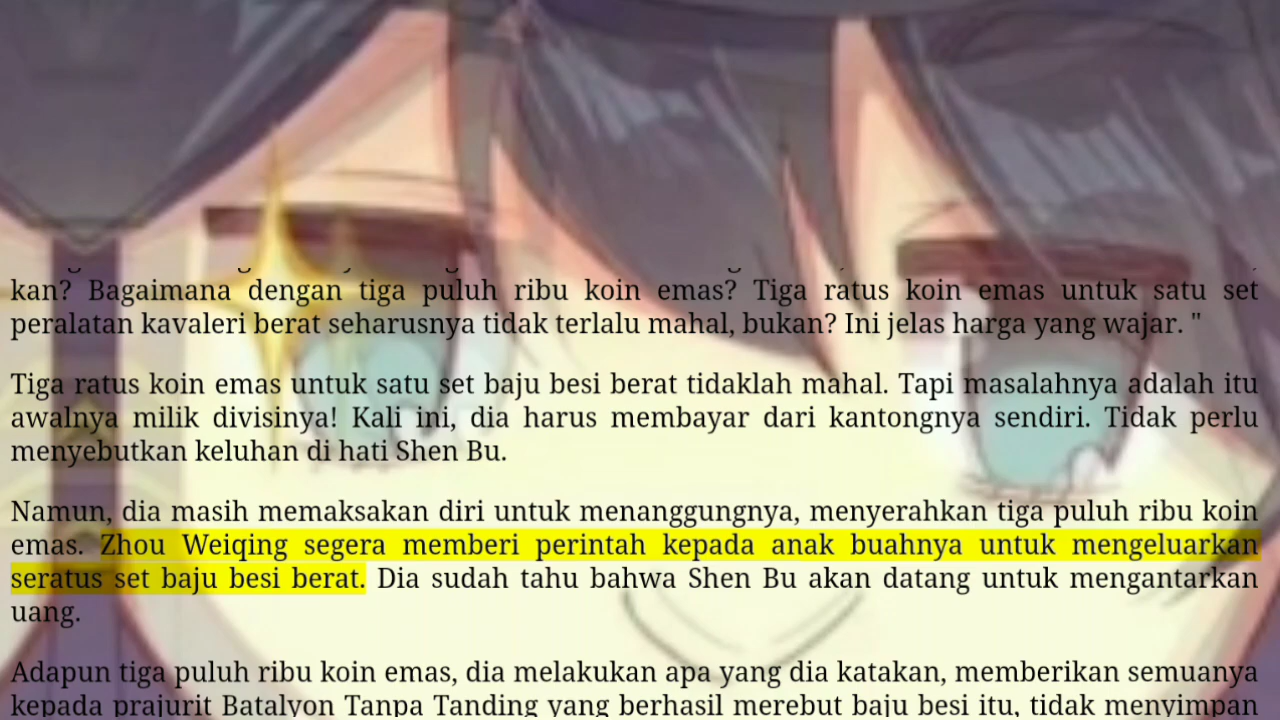 kan? Bagaimana dengan tiga puluh ribu koin emas? Tiga ratus koin emas untuk satu set
peralatan kavaleri berat seharusnya tidak terlalu mahal, bukan? Ini jelas harga yang wajar. "
Tiga ratus koin emas untuk satu set baju besi berat tidaklah mahal. Tapi masalahnya adalah itu
awalnya milik divisinya! Kali ini, dia harus membayar dari kantongnya sendiri. Tidak perlu
menyebutkan keluhan di hati Shen Bu.
Namun, dia masih memaksakan diri untuk menanggungnya, menyerahkan tiga puluh ribu koin
emas. Zhou Weiqing segera memberi perintah kepada anak buahnya untuk mengeluarkan
seratus set baju besi berat. Dia sudah tahu bahwa Shen Bu akan datang untuk mengantarkan
uang.
Adapun tiga puluh ribu koin emas, dia melakukan apa yang dia katakan, memberikan semuanya
kepada prajurit Batalyon Tanpa Tanding yang berhasil merebut baju besi itu, tidak menyimpan